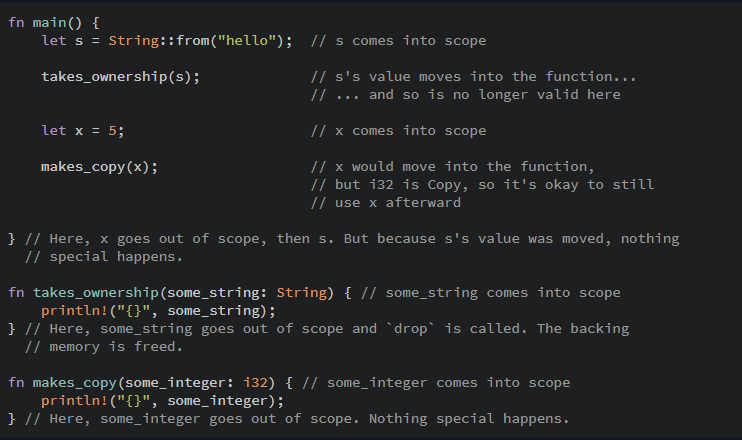 fn main() {
    let s = String::from("hello");  // s comes into scope

    takes_ownership(s);             // s's value moves into the function...
                                    // ... and so is no longer valid here

    let x = 5;                      // x comes into scope

    makes_copy(x);                  // x would move into the function,
                                    // but i32 is Copy, so it's okay to still
                                    // use x afterward

} // Here, x goes out of scope, then s. But because s's value was moved, nothing
  // special happens.

fn takes_ownership(some_string: String) { // some_string comes into scope
    println!("{}", some_string);
} // Here, some_string goes out of scope and `drop` is called. The backing
  // memory is freed.

fn makes_copy(some_integer: i32) { // some_integer comes into scope
    println!("{}", some_integer);
} // Here, some_integer goes out of scope. Nothing special happens.